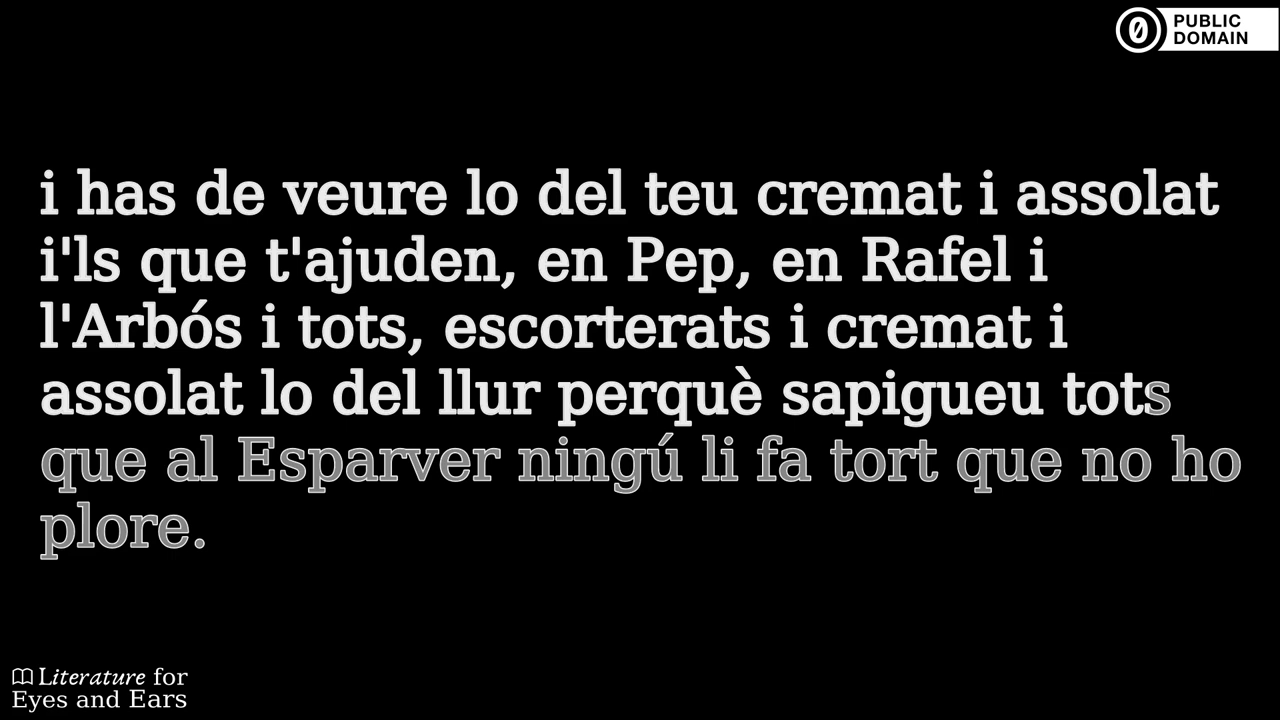 PUBLIC
DOMAIN
i has de veure lo del teu cremat i assolat
i'ls que t'ajuden, en Pep, en Rafel i
l'Arbós i tots, escorterats i cremat i
assolat lo del llur perquè sapigueu tots
que al Esparver ningú li fa tort que no ho
plore.
Literature for
Eyes and Ears